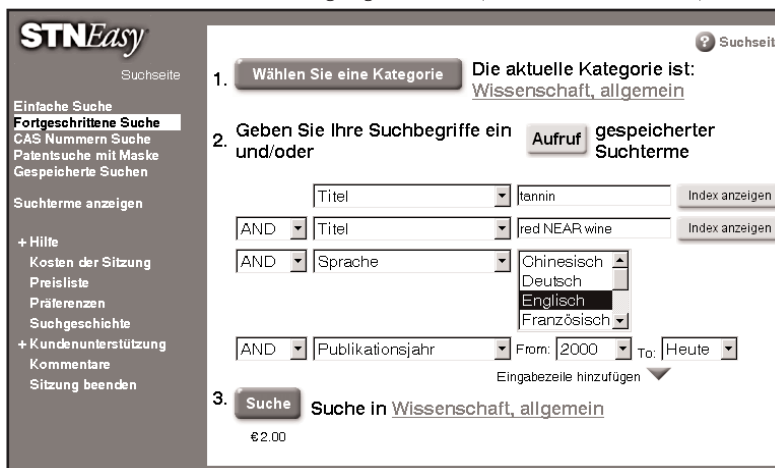 STNEasy
Suchseite
Einfache Suche
Fortgeschrittene Suche
CAS Nummern Suche
Patentsuche mit Maske
Gespeicherte Suchen
Suchterme anzeigen
+ Hilfe
Kosten der Sitzung
Preisliste
Präferenzen
Suchgeschichte
+ Kundenunterstützung
Kommentare
Sitzung beenden
? Suchseit
1. Wählen Sie eine Kategorie Die aktuelle Kategorie ist:
Wissenschaft, allgemein
2. Geben Sie Ihre Suchbegriffe ein Aufruf gespeicherter
und/oder Suchterme
Titel tannin Index anzeigen
AND Titel red NEAR wine Index anzeigen
AND Sprache Chinesisch
Deutsch
Englisch
Französisch
AND Publikationsjahr From: 2000 To: Heute
Eingabezeile hinzufügen
3. Suche Suche in Wissenschaft, allgemein
€2.00